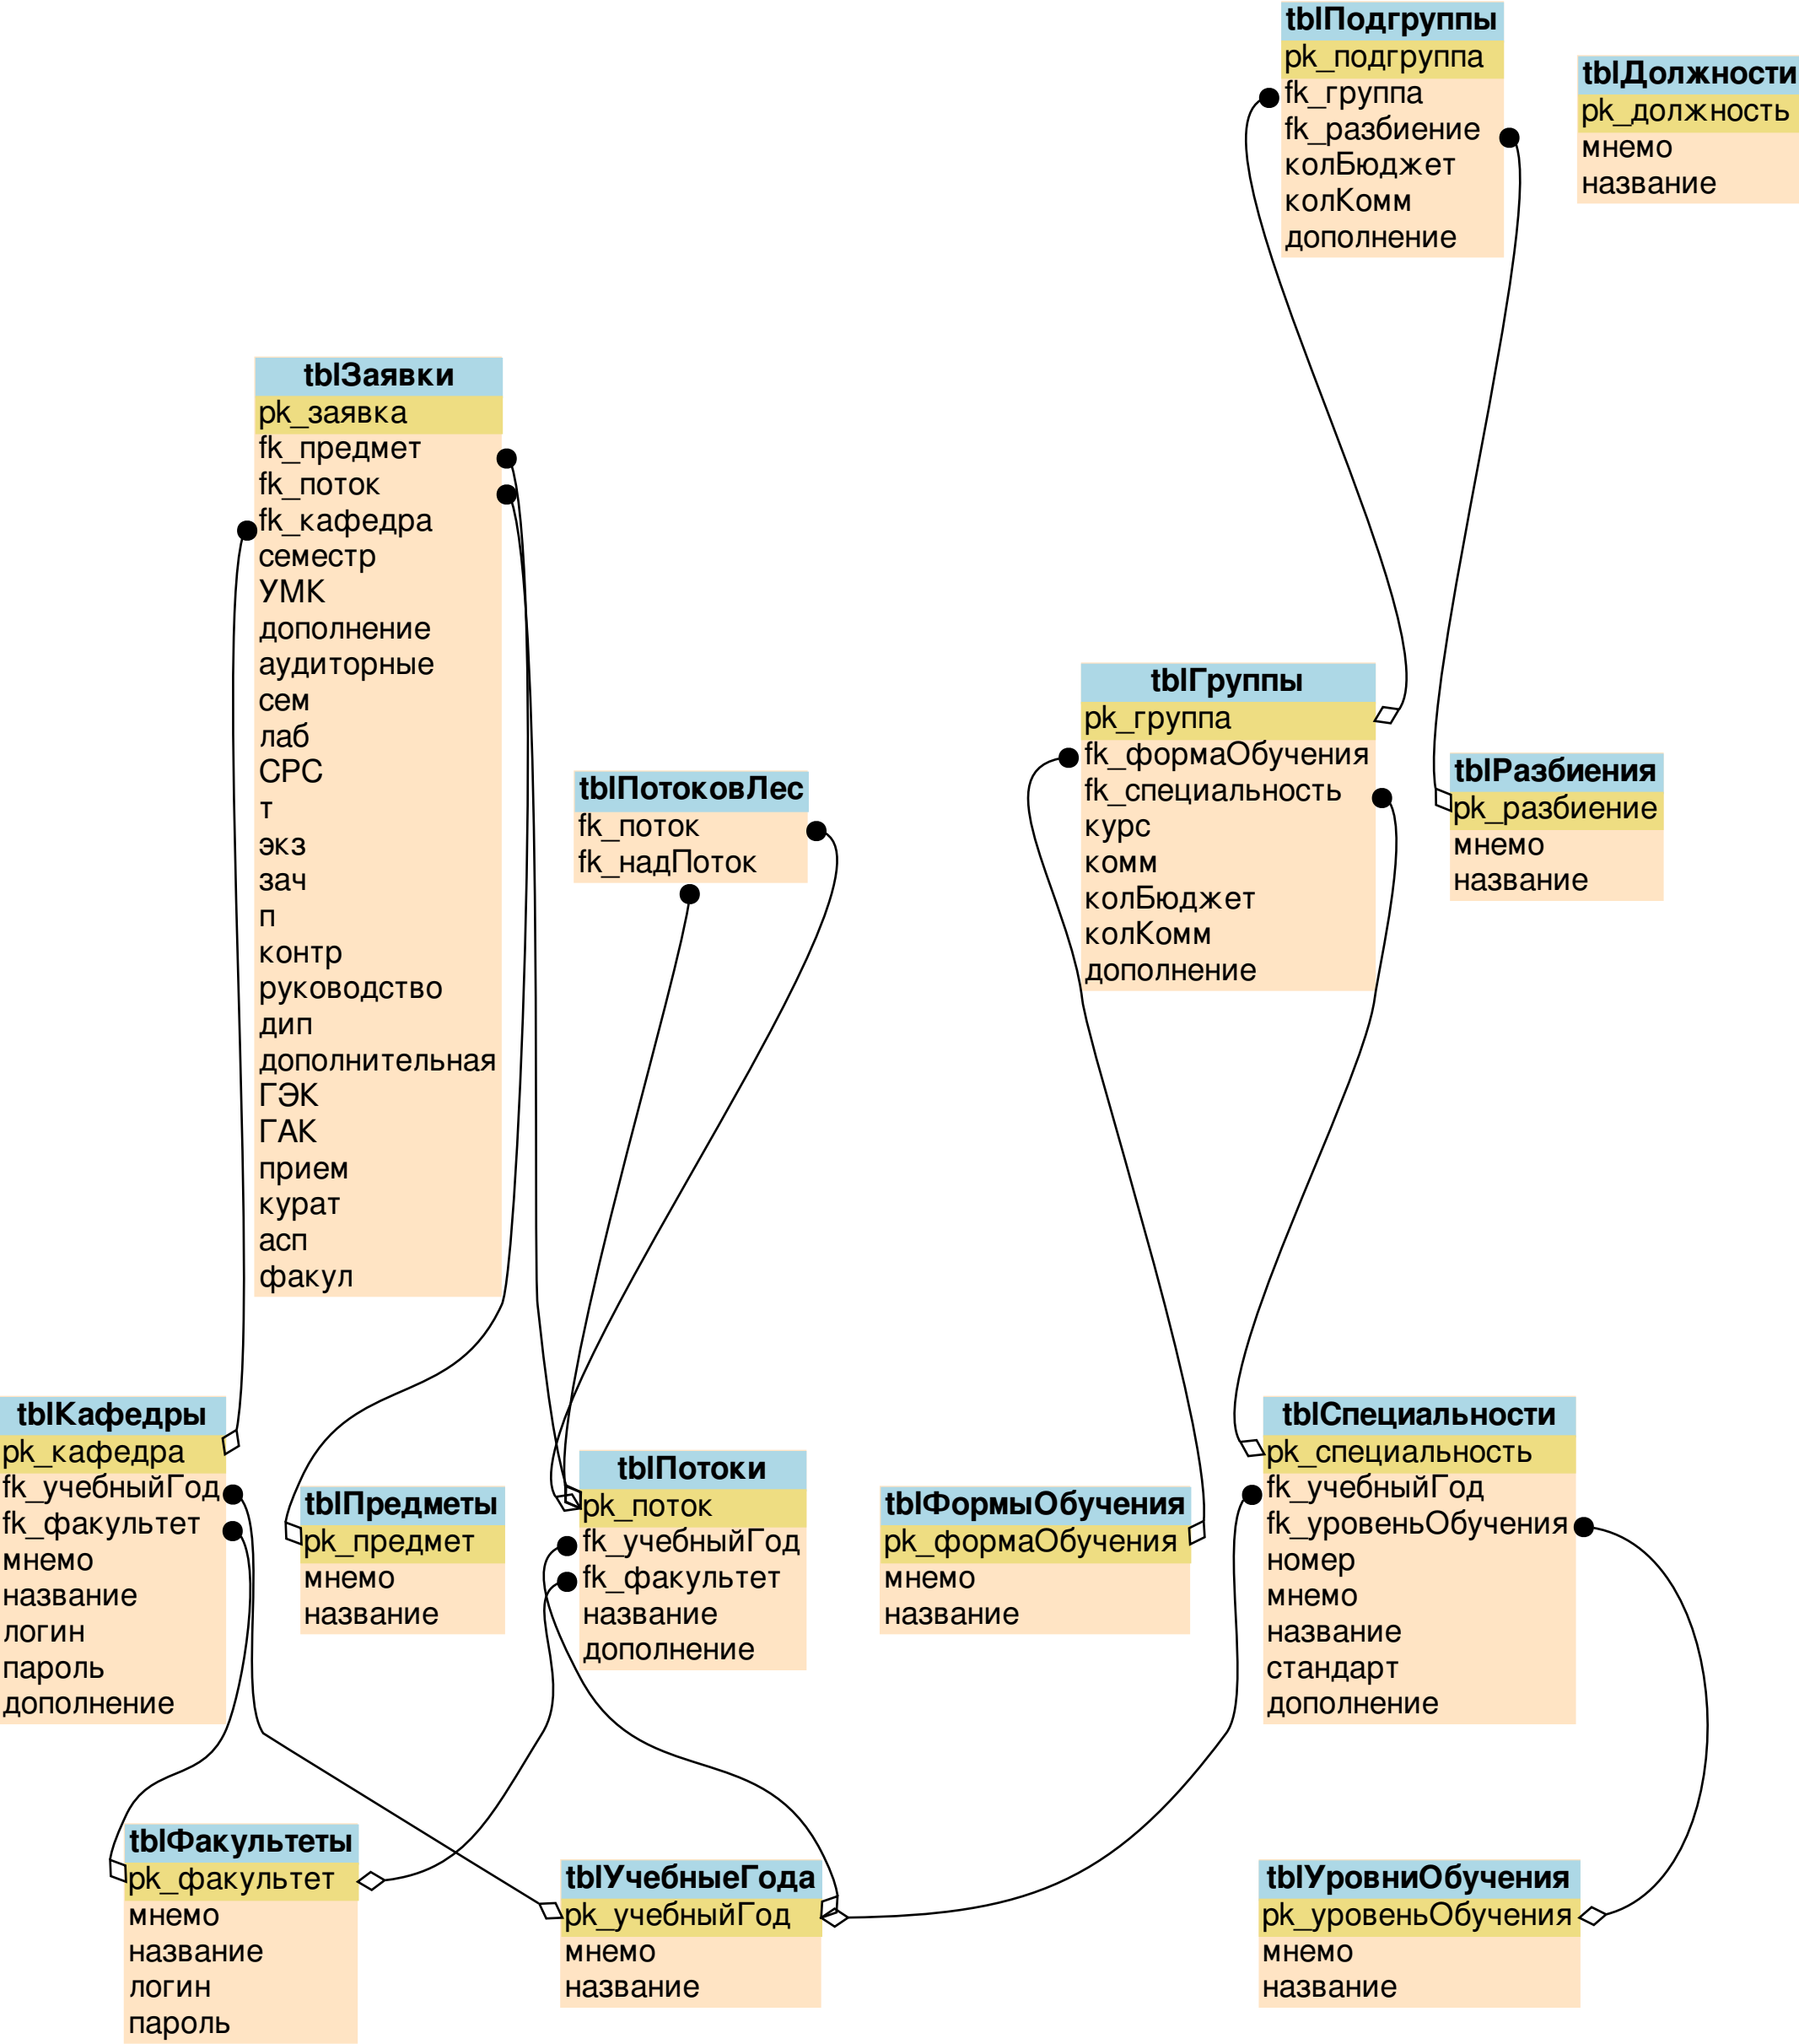 tblПодгруппы
pk_подгруппа
fk_группа
fk_разбиение
колБюджет
колКомм
дополнение
tblДолжности
pk_должность
мнемо
название
tblЗаявки
pk_заявка
fk_предмет
fk_поток
fk_кафедра
семестр
УМК
дополнение
аудиторные
сем
лаб
СРС
т
экз
зач
п
контр
руководство
дип
дополнительная
ГЭК
ГАК
прием
курат
асп
факул
tblПотоковЛес
fk_поток
fk_надПоток
tblГруппы
pk_группа
fk_формаОбучения
fk_специальность
курс
комм
колБюджет
колКомм
дополнение
tblРазбиения
pk_разбиение
мнемо
название
tblКафедры
pk_кафедра
fk_учебныйГод
fk_факультет
мнемо
название
логин
пароль
дополнение
tblПредметы
pk_предмет
мнемо
название
tblПотоки
pk_поток
fk_учебныйГод
fk_факультет
название
дополнение
tblФормыОбучения
pk_формаОбучения
мнемо
название
tblСпециальности
pk_специальность
fk_учебныйГод
fk_уровеньОбучения
номер
мнемо
название
стандарт
дополнение
tblФакультеты
pk_факультет
мнемо
название
логин
пароль
tblУчебныеГода
pk_учебныйГод
мнемо
название
tblУровниОбучения
pk_уровеньОбучения
мнемо
название